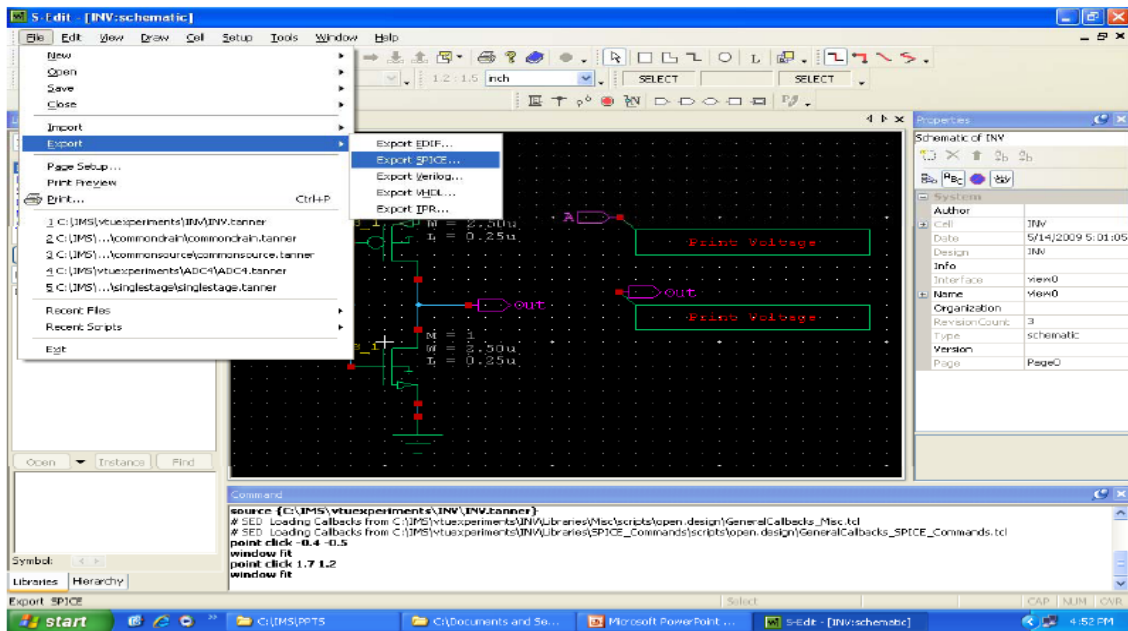 S-Edit - [INV:schematic]
File Edit View Draw Cell Setup Tools Window Help
New
Open
Save
Close
Import
Export
Page Setup...
Print Preview
Print... Ctrl+P
1 C:\IMS\vtuexperiments\INV\INV.tanner
2 C:\IMS\...\commondrain\commondrain.tanner
3 C:\IMS\...\commonsource\commonsource.tanner
4 C:\IMS\vtuexperiments\ADC4\ADC4.tanner
5 C:\IMS\...\singlestage\singlestage.tanner
Recent Files
Recent Scripts
Exit
Export EDIF...
Export SPICE...
Export Verilog...
Export VHDL...
Export TPR...
1.2 : 1.5 inch
SELECT SELECT
W = 2.50u
L = 0.25u
A
Print Voltage
out
out
Print Voltage
M = 1
W = 2.50u
L = 0.25u
Properties
Schematic of INV
System
Author
Cell INV
Date 5/14/2009 5:01:05
Design INV
Info
Interface view0
Name view0
Organization
RevisionCount 3
Type schematic
Version
Page Page0
Open Instance Find
Symbol:
Libraries Hierarchy
Command
source {C:\IMS\vtuexperiments\INV\INV.tanner}
# SED Loading Callbacks from C:\IMS\vtuexperiments\INV\Libraries\Misc\scripts\open.design\GeneralCallbacks_Misc.tcl
# SED Loading Callbacks from C:\IMS\vtuexperiments\INV\Libraries\SPICE_Commands\scripts\open.design\GeneralCallbacks_SPICE_Commands.tcl
point click -0.4 -0.5
window fit
point click 1.7 1.2
window fit
Export SPICE Select CAP NUM OVR
start C:\IMS\PPTS C:\Documents and Se... Microsoft PowerPoint ... S-Edit - [INV:schematic] 4:52 PM